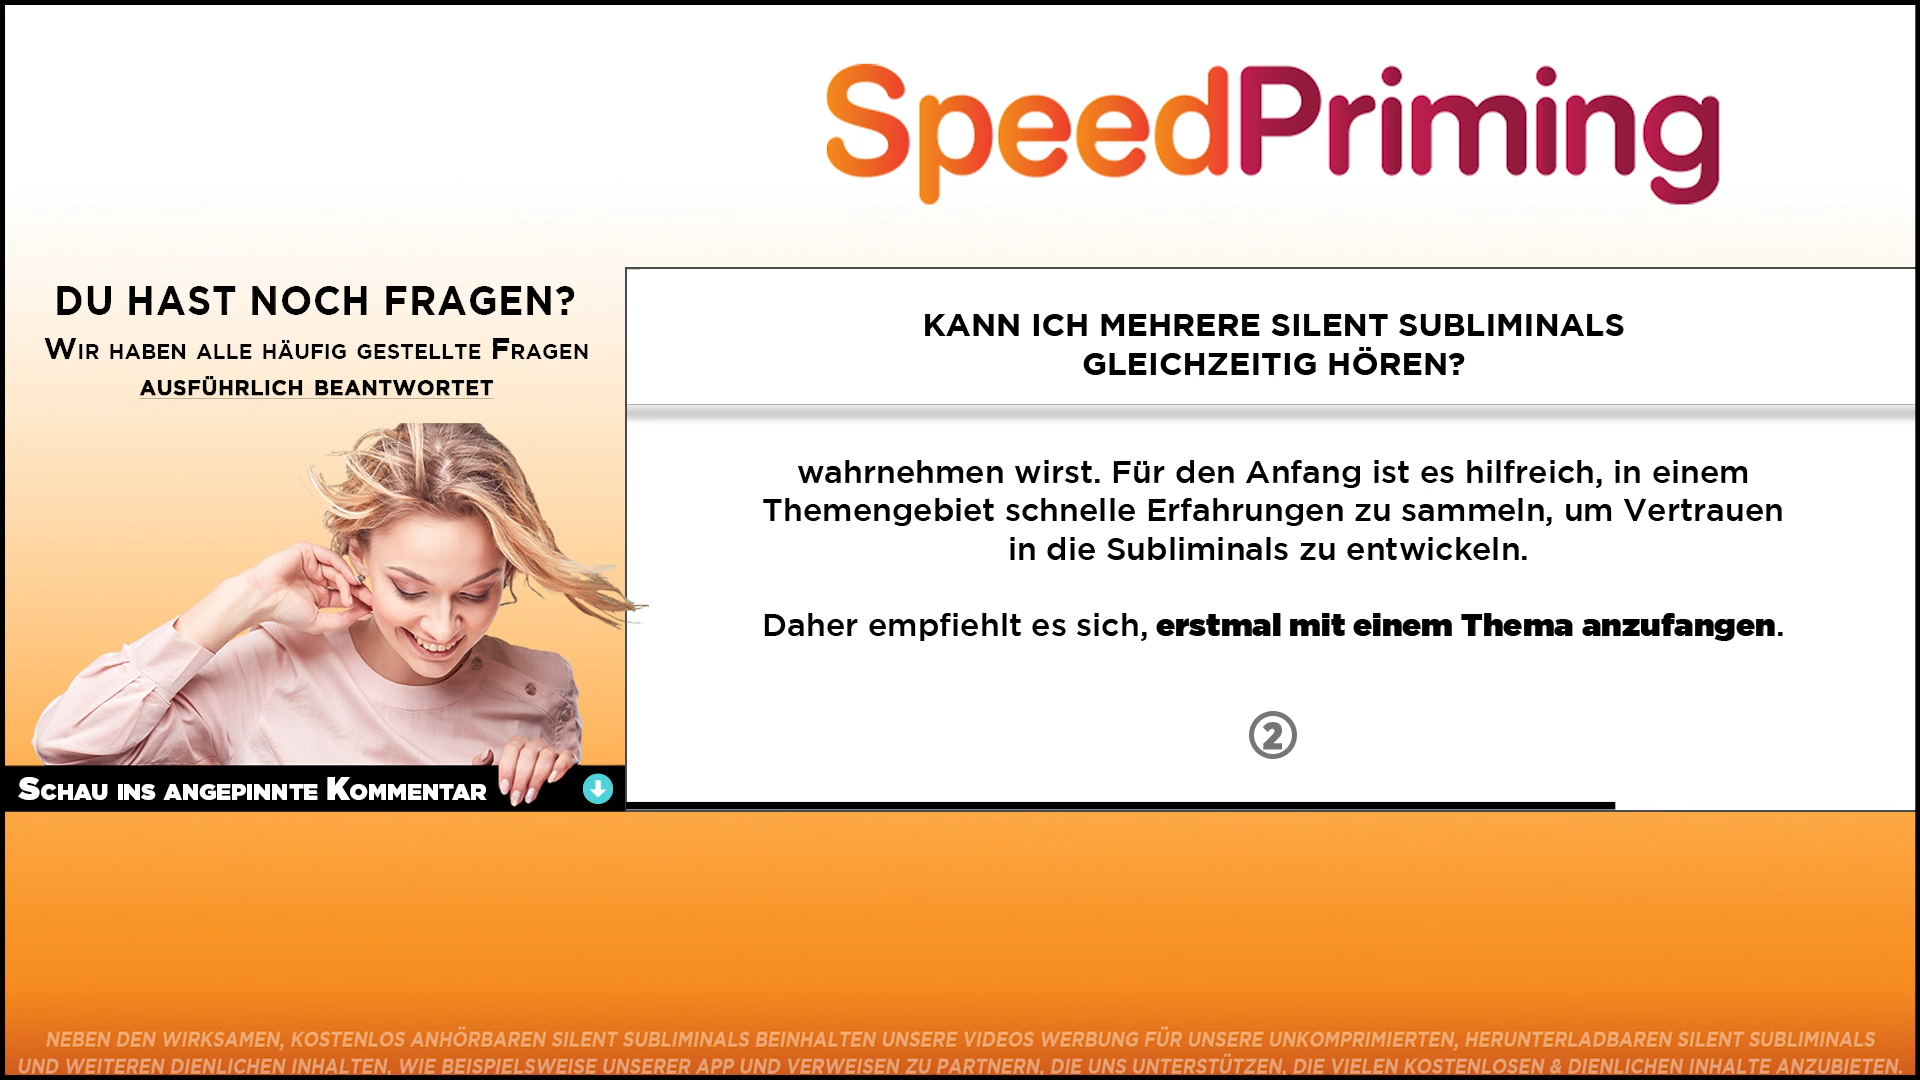 SpeedPriming
DU HAST NOCH FRAGEN?
WIR HABEN ALLE HÄUFIG GESTELLTE FRAGEN
AUSFÜHRLICH BEANTWORTET
SCHAU INS ANGEPINNTE KOMMENTAR
KANN ICH MEHRERE SILENT SUBLIMINALS
GLEICHZEITIG HÖREN?
wahrnehmen wirst. Für den Anfang ist es hilfreich, in einem
Themengebiet schnelle Erfahrungen zu sammeln, um Vertrauen
in die Subliminals zu entwickeln.
Daher empfiehlt es sich, erstmal mit einem Thema anzufangen.
2
NEBEN DEN WIRKSAMEN, KOSTENLOS ANHÖRBAREN SILENT SUBLIMINALS BEINHALTEN UNSERE VIDEOS WERBUNG FÜR UNSERE UNKOMPRIMIERTEN, HERUNTERLADBAREN SILENT SUBLIMINALS
UND WEITEREN DIENLICHEN INHALTEN, WIE BEISPIELSWEISE UNSERER APP UND VERWEISEN ZU PARTNERN, DIE UNS UNTERSTÜTZEN, DIE VIELEN KOSTENLOSEN & DIENLICHEN INHALTE ANZUBIETEN.